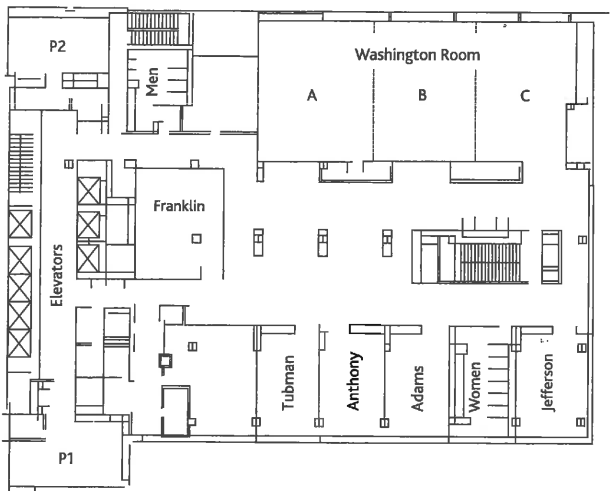 P2
Men
Washington Room
A
B
C
Franklin
Elevators
Tubman
Anthony
Adams
Women
Jefferson
P1